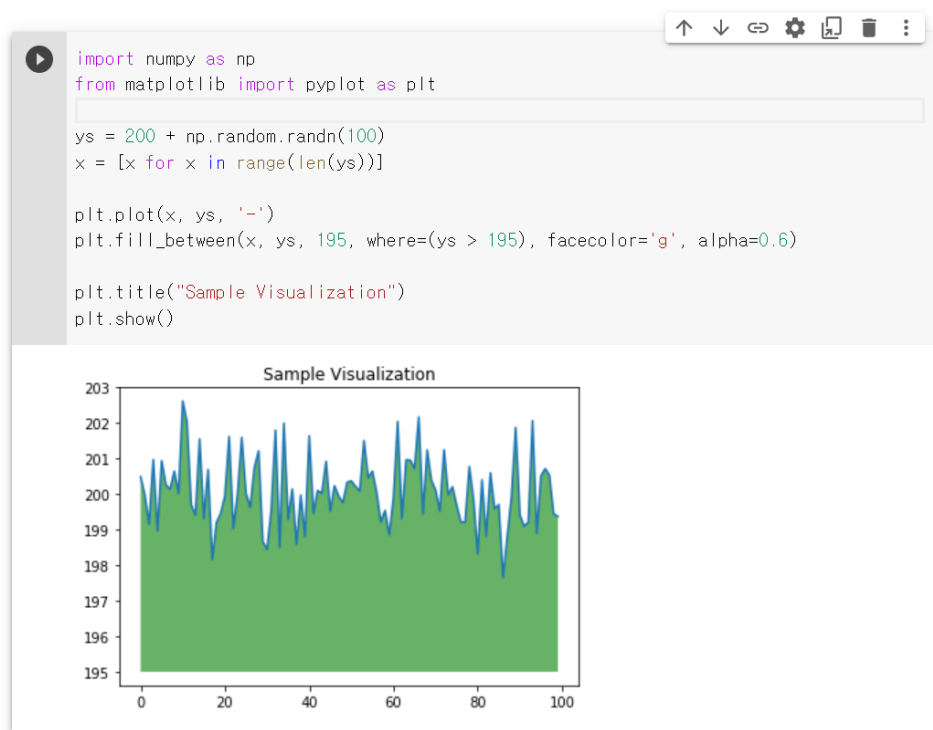 import numpy as np
from matplotlib import pyplot as plt
ys = 200 + np.random.randn(100)
x = [x for x in range(len(ys))]
plt.plot(x, ys, '-')
plt.fill_between(x, ys, 195, where=(ys > 195), facecolor='g', alpha=0.6)
plt.title("Sample Visualization")
plt.show()
Sample Visualization
203
202
201
200
199
198
197
196
195
0 20 40 60 80 100